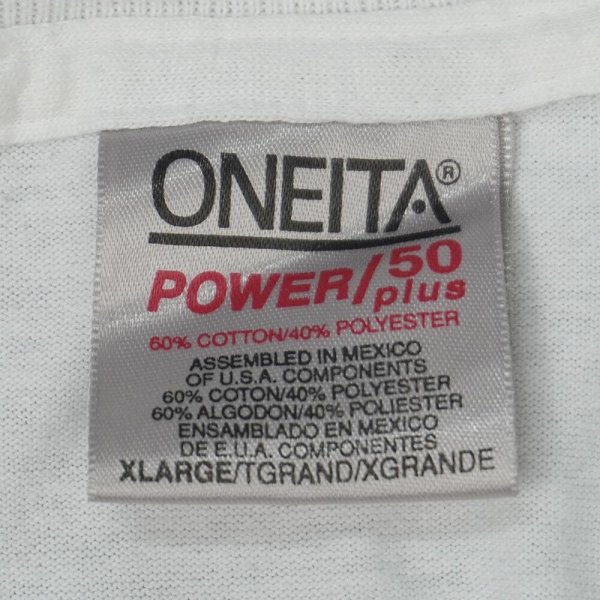 ONEITA®
POWER/50 plus
60% COTTON/40% POLYESTER
ASSEMBLED IN MEXICO
OF U.S.A. COMPONENTS
60% COTON/40% POLYESTER
60% ALGODON/40% POLIESTER
ENSAMBLADO EN MEXICO
DE E.U.A. COMPONENTES
XLARGE/TGRAND/XGRANDE